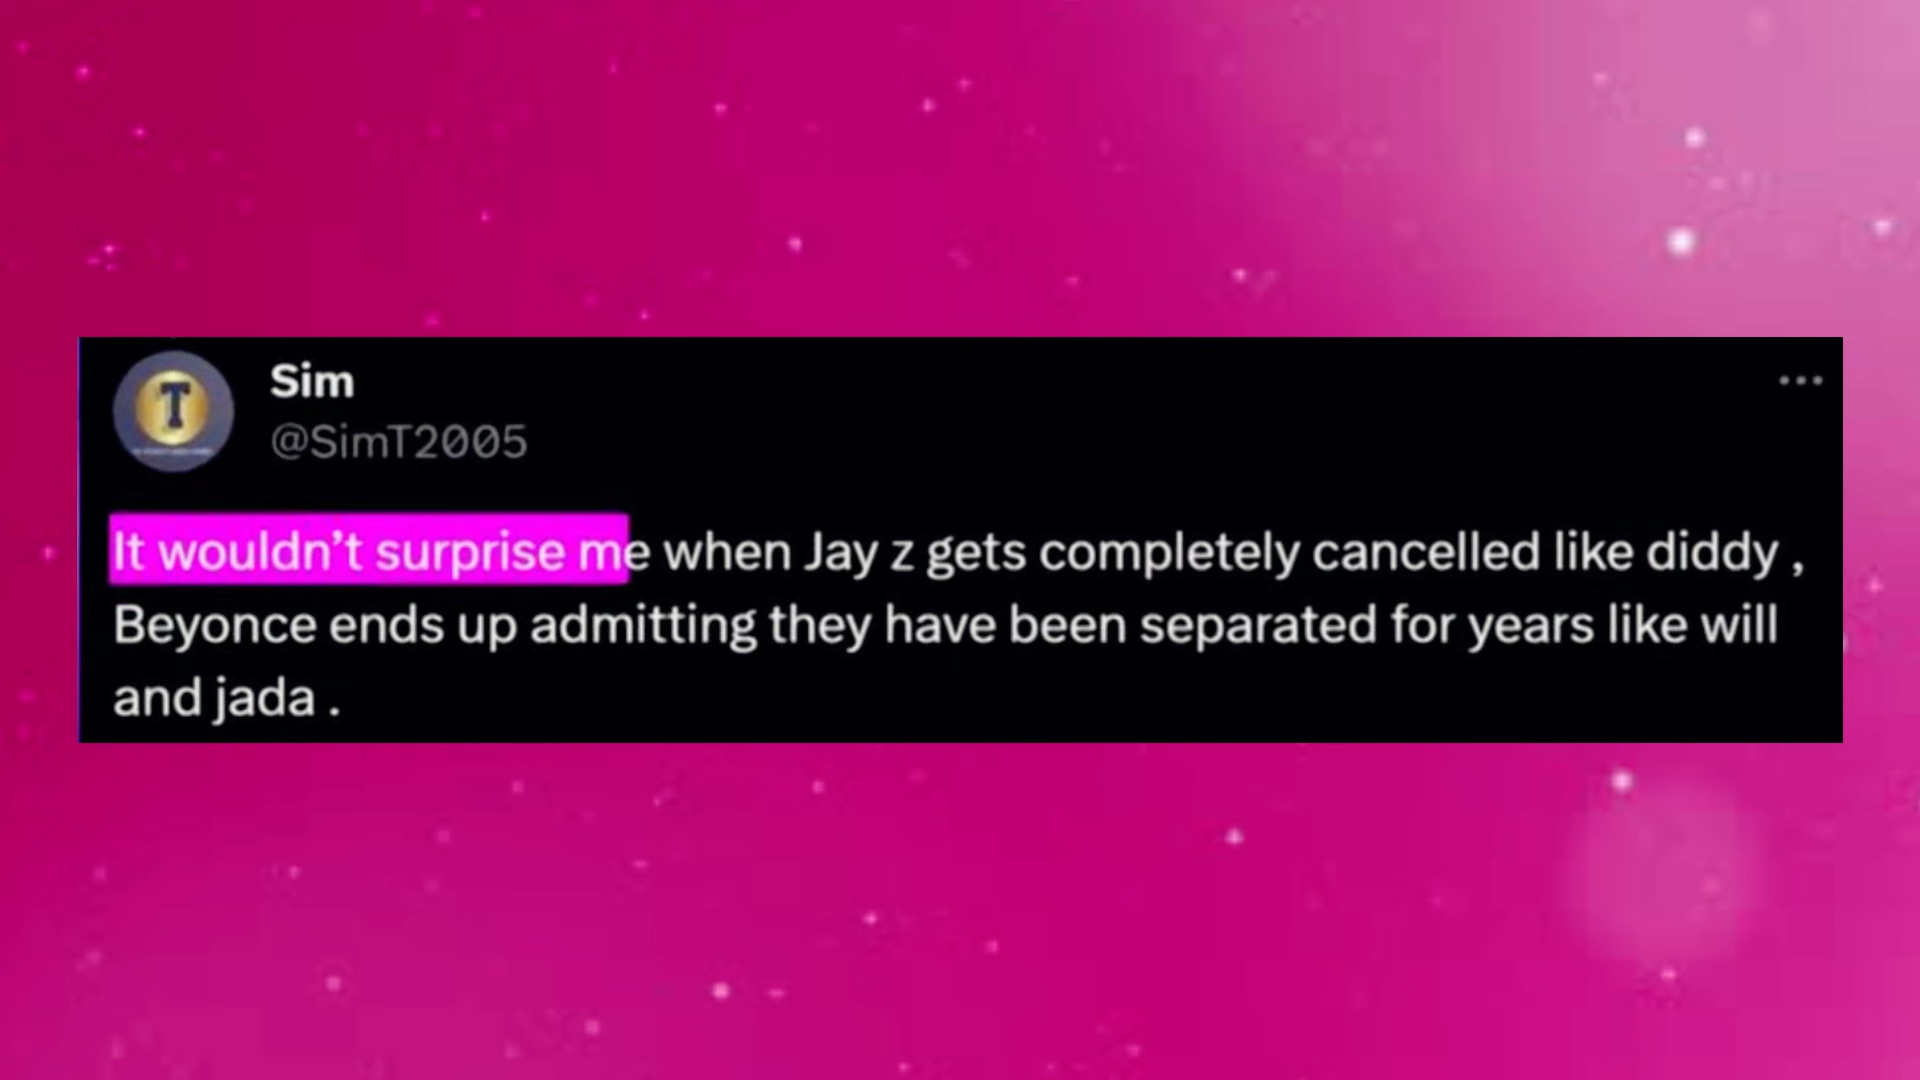 Sim
@SimT2005
It wouldn’t surprise me when Jay z gets completely cancelled like diddy ,
Beyonce ends up admitting they have been separated for years like will
and jada .